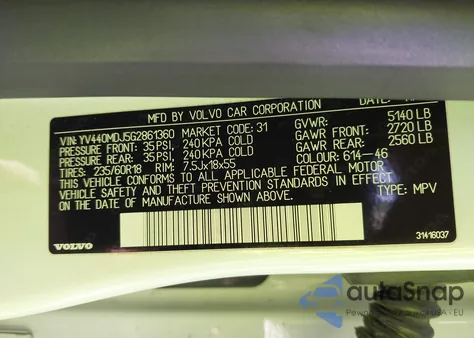 MFD BY VOLVO CAR CORPORATION
VIN: YV440MDJ5G2861360 MARKET CODE: 31
PRESSURE FRONT: 35PSI, 240KPA COLD
PRESSURE REAR: 35PSI, 240KPA COLD
TIRES: 235/60R18 RIM: 7.5Jx18x55
GVWR: 5140 LB
GAWR FRONT: 2720 LB
GAWR REAR: 2560 LB
COLOUR: 614-46
THIS VEHICLE CONFORMS TO ALL APPLICABLE FEDERAL MOTOR
VEHICLE SAFETY AND THEFT PREVENTION STANDARDS IN EFFECT
ON THE DATE OF MANUFACTURE SHOWN ABOVE.
TYPE: MPV
VOLVO
31416037
autoSnap